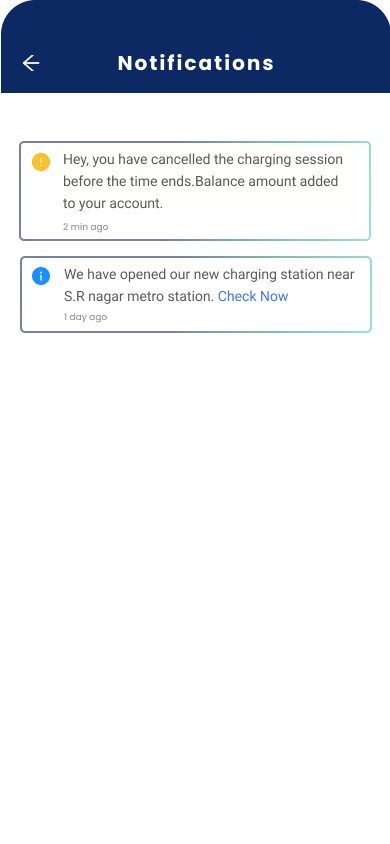 Notifications
Hey, you have cancelled the charging session
before the time ends.Balance amount added
to your account.
2 min ago
We have opened our new charging station near
S.R nagar metro station. Check Now
1 day ago